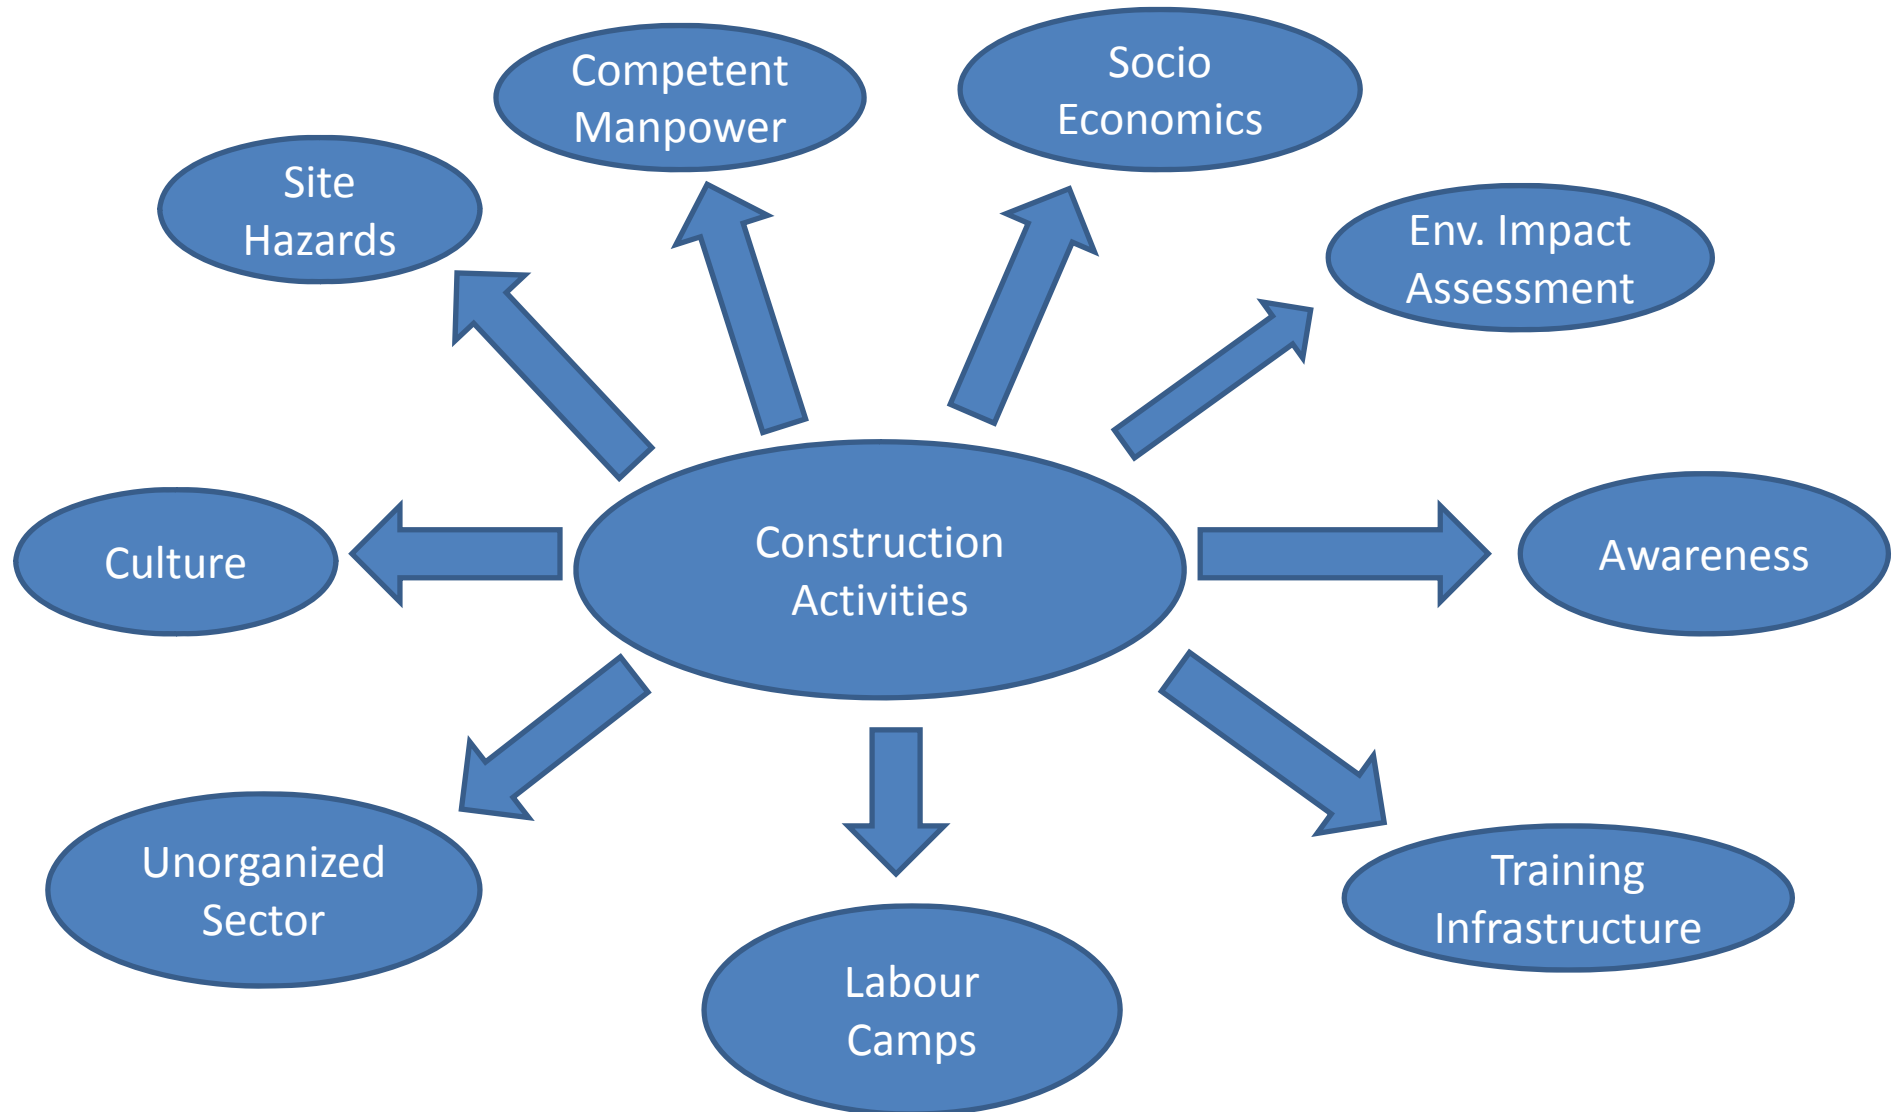 Competent
Manpower
Socio
Economics
Site
Hazards
Env. Impact
Assessment
Construction
Activities
Culture
Awareness
Unorganized
Sector
Training
Infrastructure
Labour
Camps